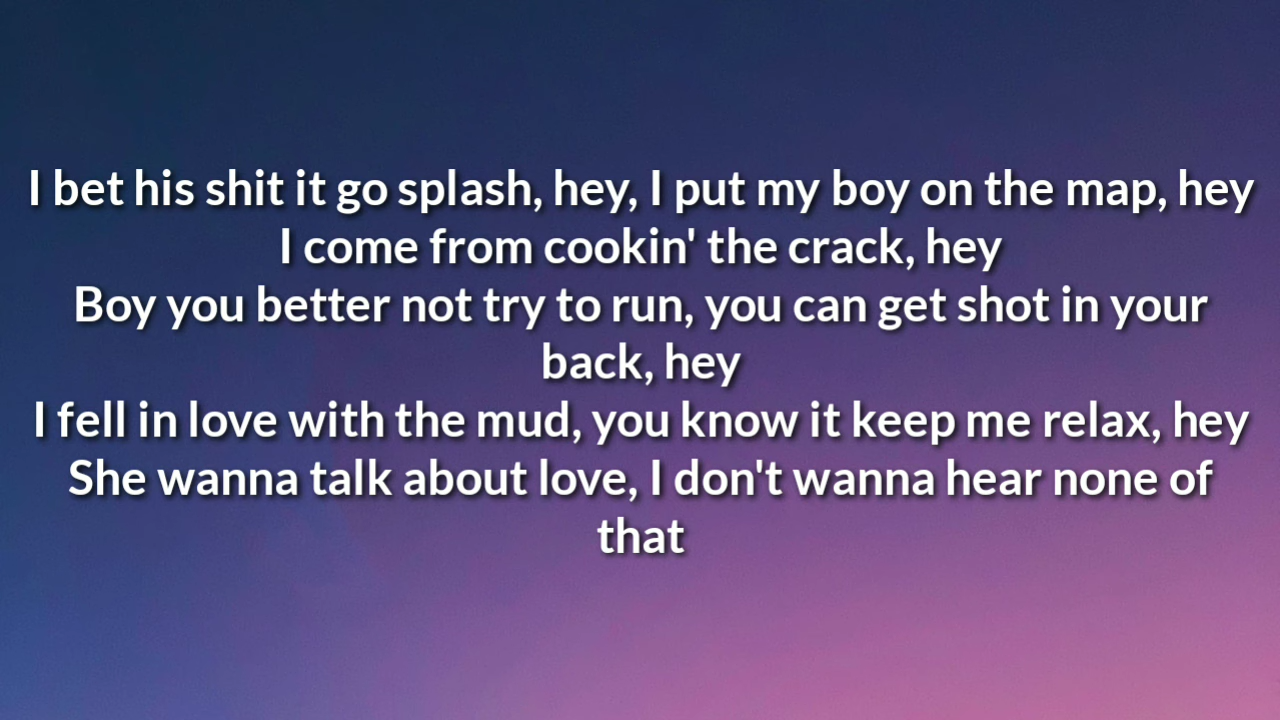 I bet his shit it go splash, hey, I put my boy on the map, hey
I come from cookin' the crack, hey
Boy you better not try to run, you can get shot in your
back, hey
I fell in love with the mud, you know it keep me relax, hey
She wanna talk about love, I don't wanna hear none of
that